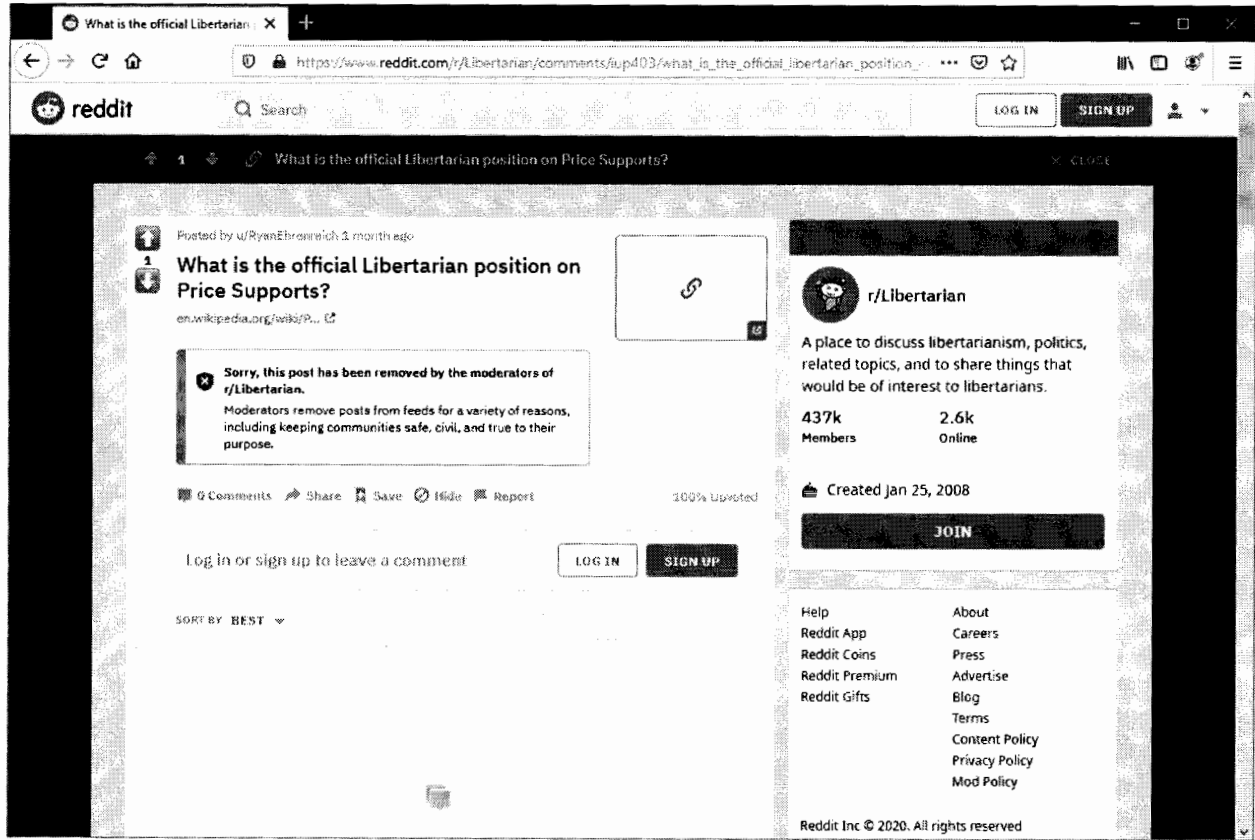 What is the official Libertarian
https://www.reddit.com/r/Libertarian/comments/iup403/what_is_the_official_libertarian_position_
reddit
Search
LOG IN
SIGN UP
1
What is the official Libertarian position on Price Supports?
CLOSE
1
Posted by u/RyanEhrenreich 1 month ago
What is the official Libertarian position on
Price Supports?
en.wikipedia.org/wiki/P...
Sorry, this post has been removed by the moderators of
r/Libertarian.
Moderators remove posts from feeds for a variety of reasons,
including keeping communities safe, civil, and true to their
purpose.
0 Comments Share Save Hide Report 100% Upvoted
Log in or sign up to leave a comment
LOG IN
SIGN UP
SORT BY BEST
r/Libertarian
A place to discuss libertarianism, politics,
related topics, and to share things that
would be of interest to libertarians.
437k 2.6k
Members Online
Created Jan 25, 2008
JOIN
Help About
Reddit App Careers
Reddit Coins Press
Reddit Premium Advertise
Reddit Gifts Blog
Terms
Content Policy
Privacy Policy
Mod Policy
Reddit Inc © 2020. All rights reserved